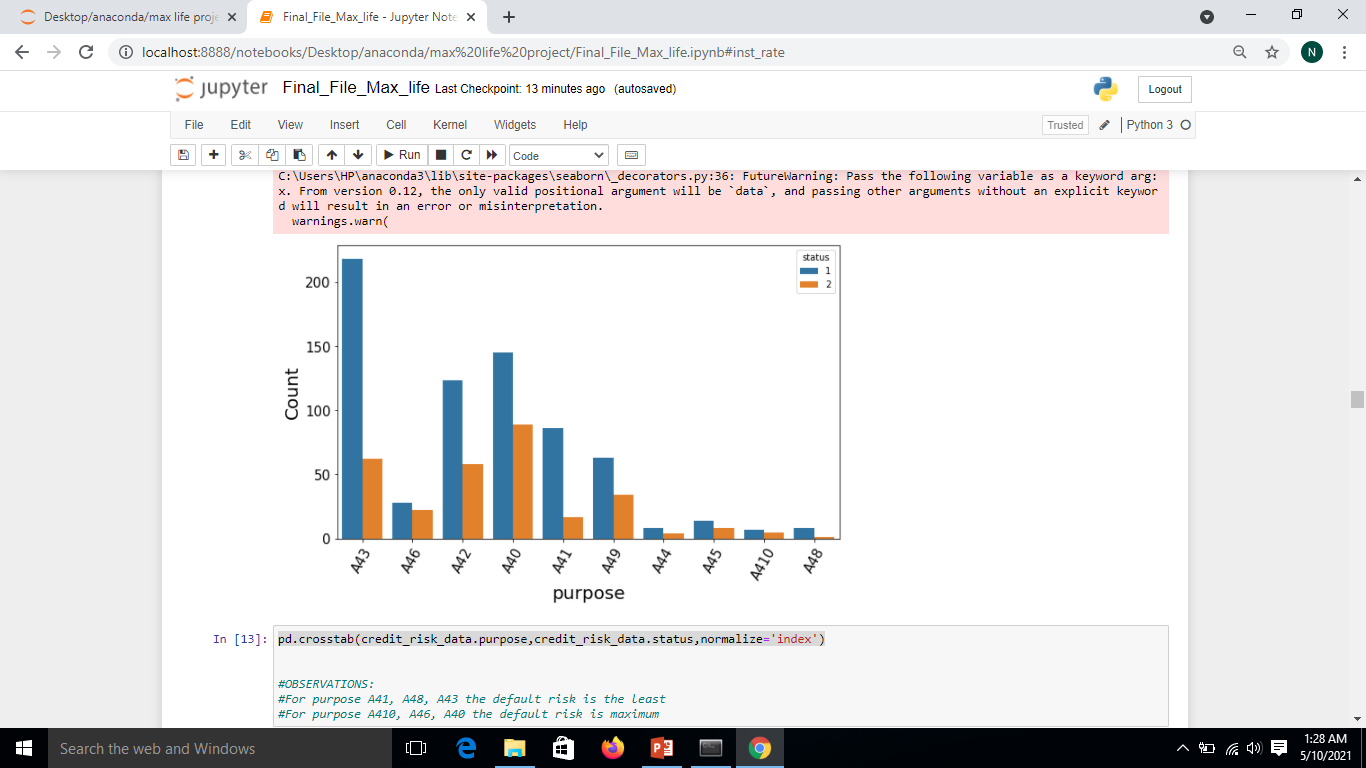 Desktop/anaconda/max life proje
Final_File_Max_life - Jupyter Note
N
localhost:8888/notebooks/Desktop/anaconda/max%20life%20project/Final_File_Max_life.ipynb#inst_rate
jupyter Final_File_Max_life Last Checkpoint: 13 minutes ago (autosaved)
Logout
File Edit View Insert Cell Kernel Widgets Help
Trusted Python 3
Run Code
C:\Users\HP\anaconda3\lib\site-packages\seaborn\_decorators.py:36: FutureWarning: Pass the following variable as a keyword arg:
x. From version 0.12, the only valid positional argument will be `data`, and passing other arguments without an explicit keywor
d will result in an error or misinterpretation.
warnings.warn(
status
1
2
200
150
100
50
0
Count
A43 A46 A42 A40 A41 A49 A44 A45 A410 A48
purpose
In [13]: pd.crosstab(credit_risk_data.purpose,credit_risk_data.status,normalize='index')
#OBSERVATIONS:
#For purpose A41, A48, A43 the default risk is the least
#For purpose A410, A46, A40 the default risk is maximum
Search the web and Windows
1:28 AM
5/10/2021